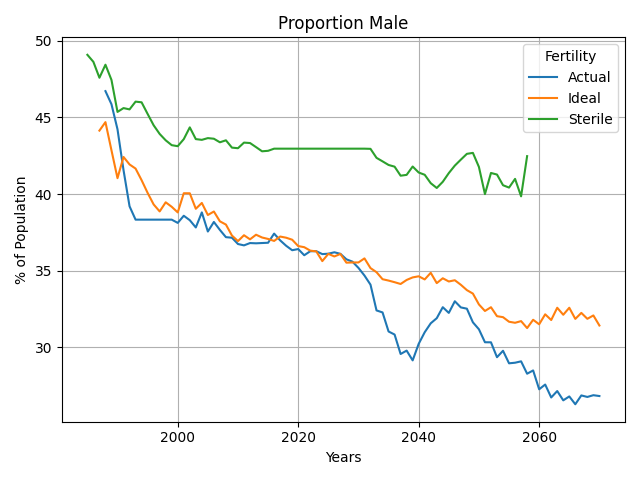 Proportion Male
50
45
40
35
30
% of Population
Fertility
Actual
Ideal
Sterile
2000 2020 2040 2060
Years